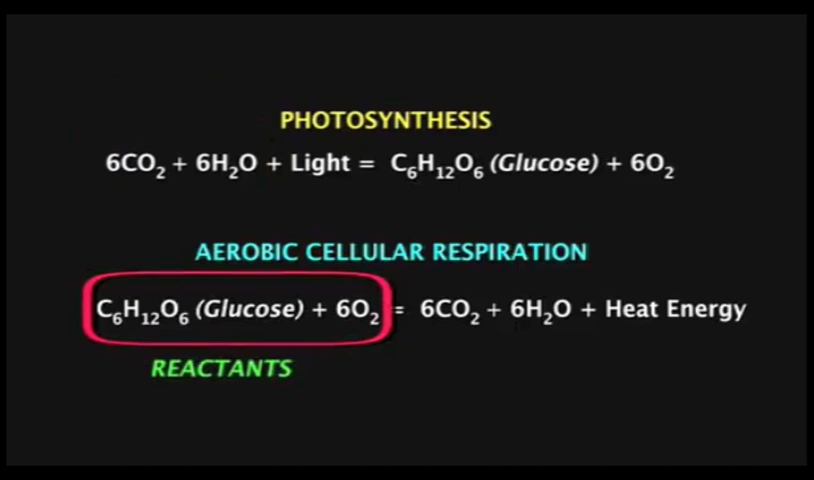 PHOTOSYNTHESIS
6CO₂ + 6H₂O + Light = C₆H₁₂O₆ (Glucose) + 6O₂
AEROBIC CELLULAR RESPIRATION
C₆H₁₂O₆ (Glucose) + 6O₂ = 6CO₂ + 6H₂O + Heat Energy
REACTANTS